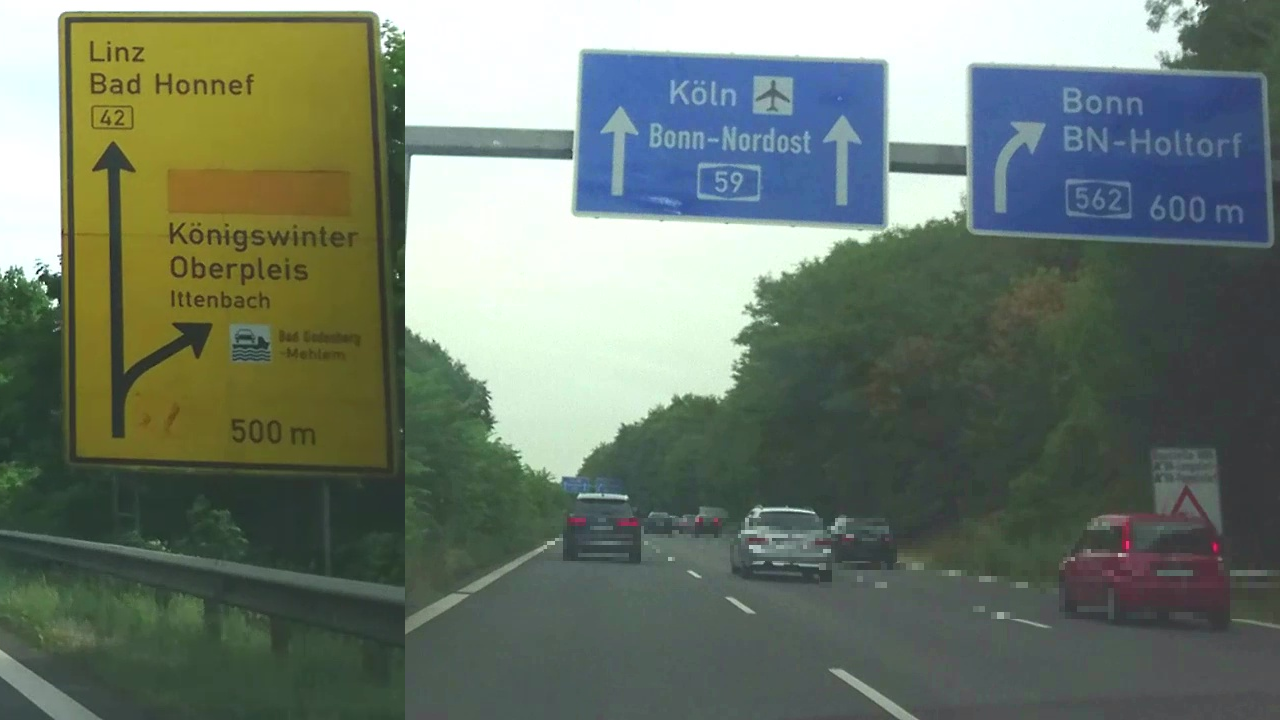 Linz
Bad Honnef
42
Königswinter
Oberpleis
Ittenbach
Bad Godesberg
-Mehlem
500 m
Köln
Bonn-Nordost
59
Bonn
BN-Holtorf
562 600 m